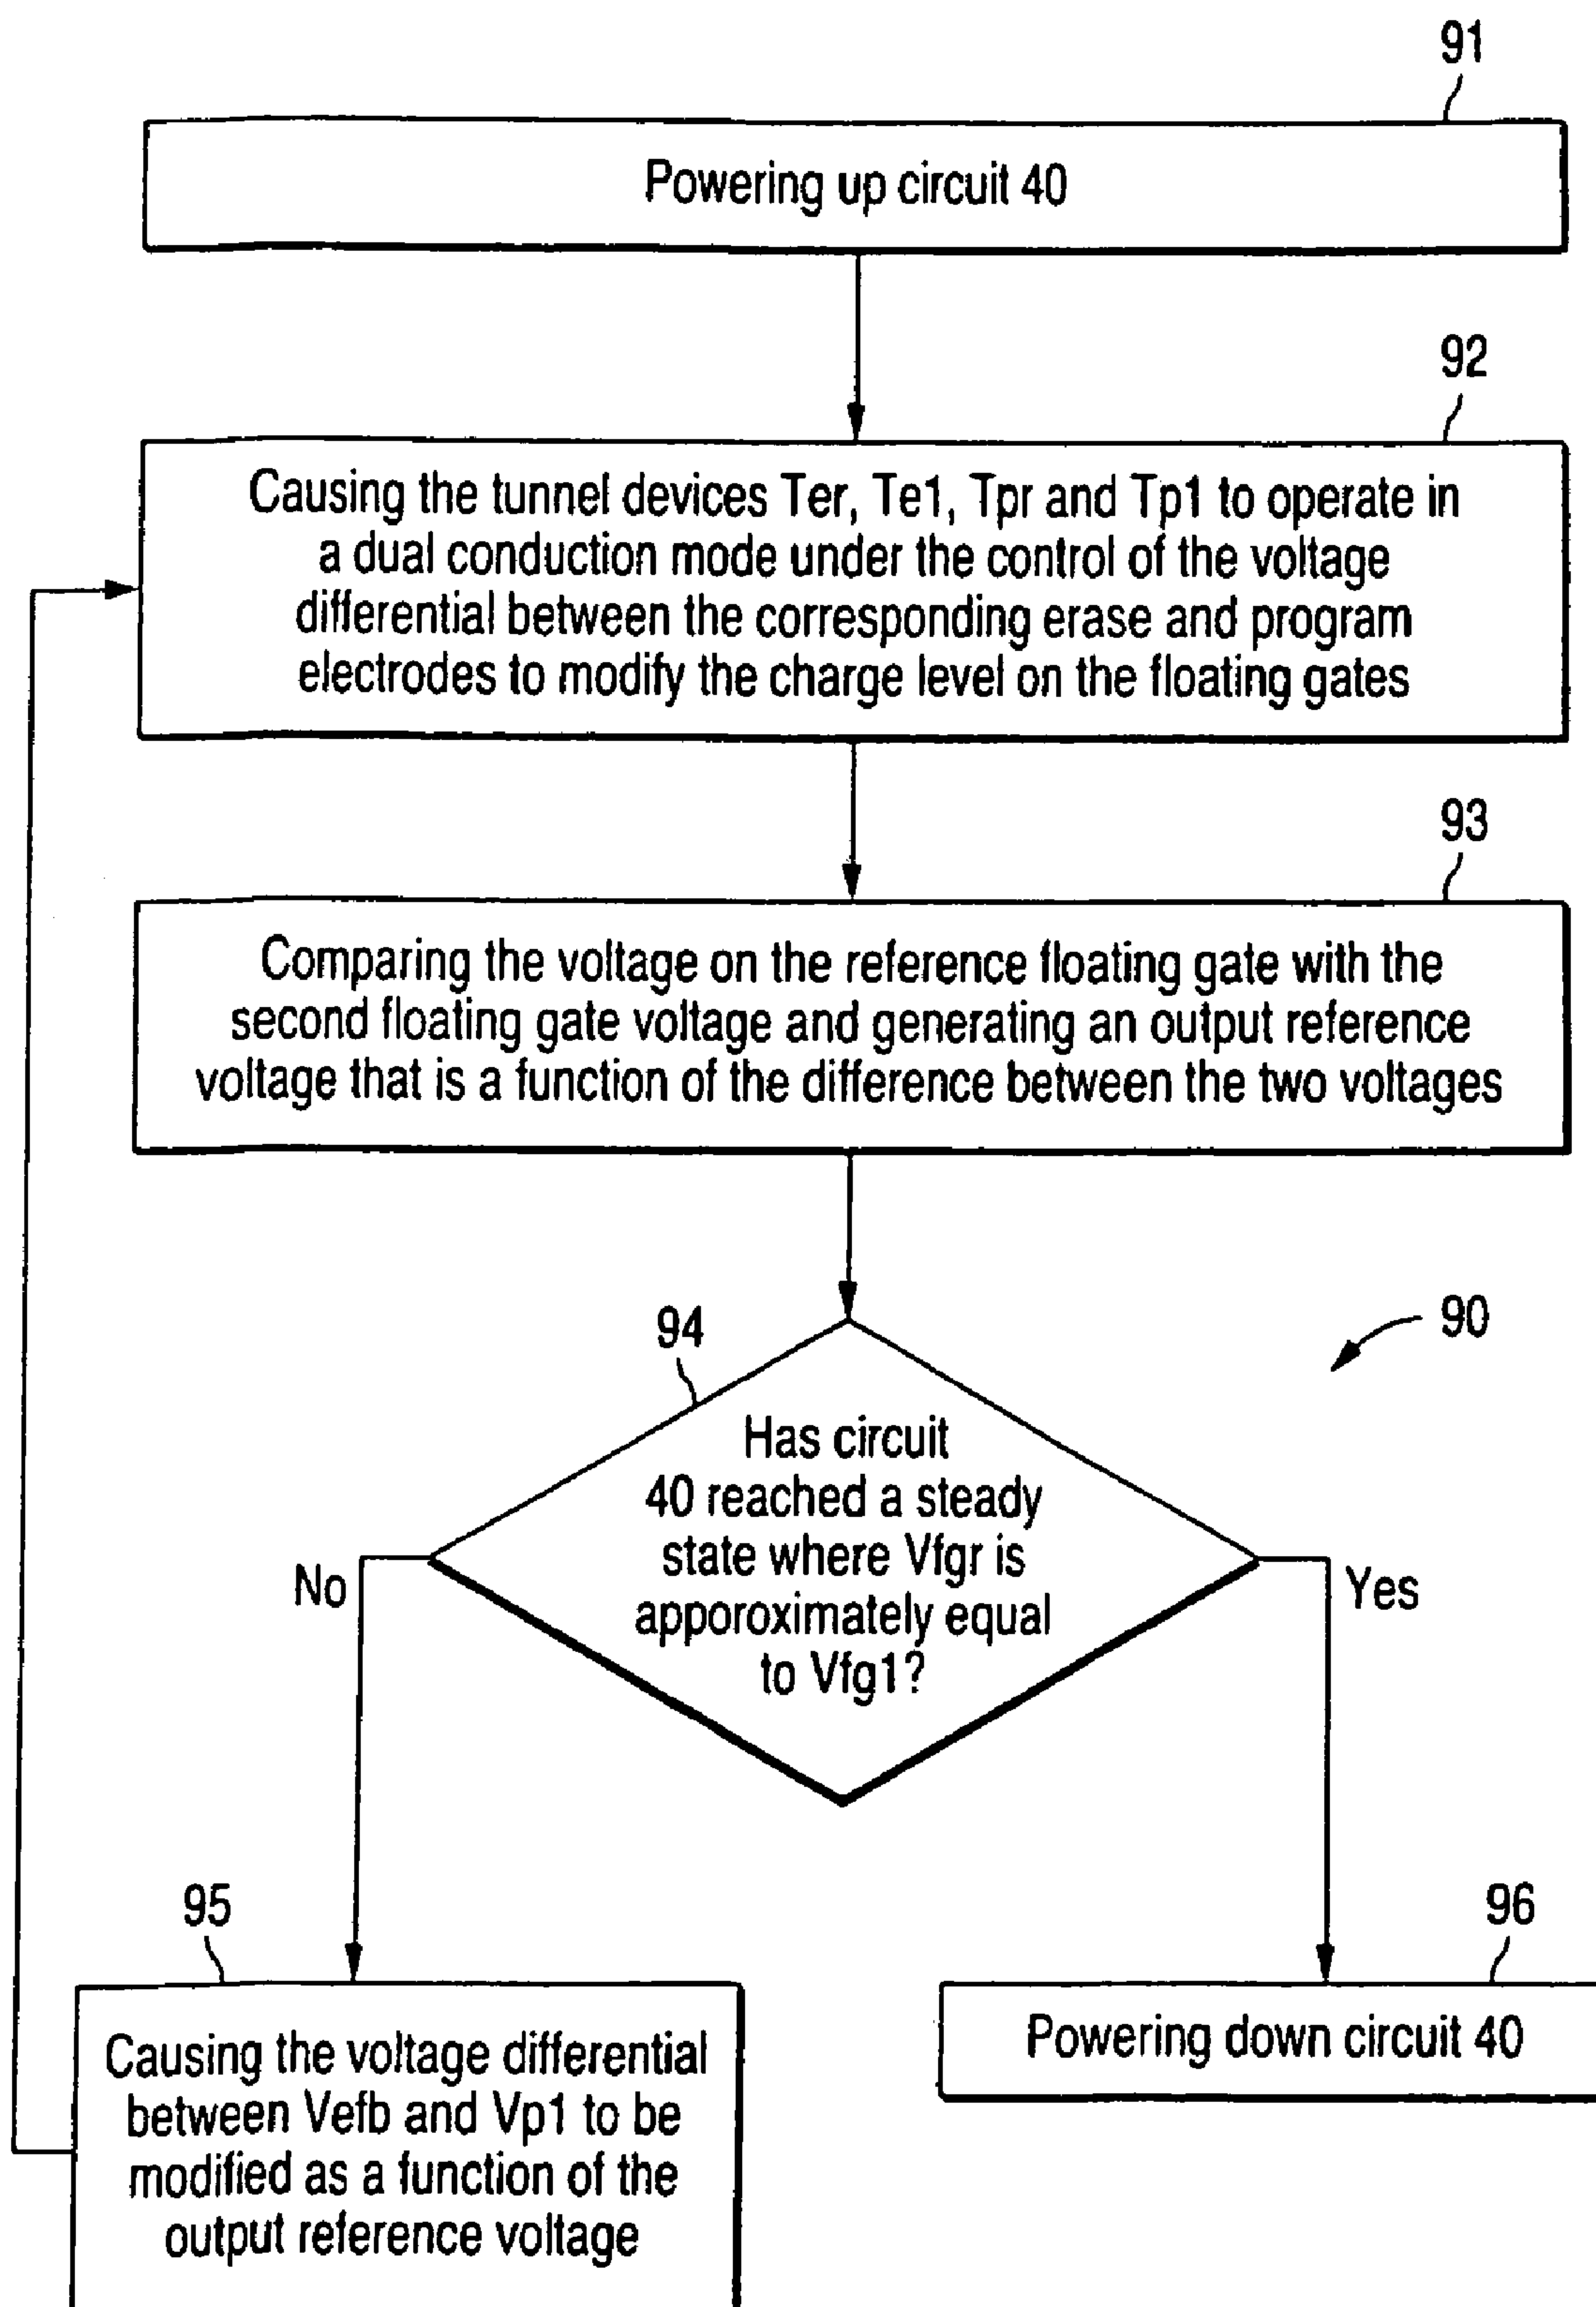 91
Powering up circuit 40
92
Causing the tunnel devices Ter, Te1, Tpr and Tp1 to operate in
a dual conduction mode under the control of the voltage
differential between the corresponding erase and program
electrodes to modify the charge level on the floating gates
93
Comparing the voltage on the reference floating gate with the
second floating gate voltage and generating an output reference
voltage that is a function of the difference between the two voltages
90
94
Has circuit
40 reached a steady
state where Vfgr is
apporoximately equal
to Vfg1?
No
Yes
95
Causing the voltage differential
between Vefb and Vp1 to be
modified as a function of the
output reference voltage
96
Powering down circuit 40